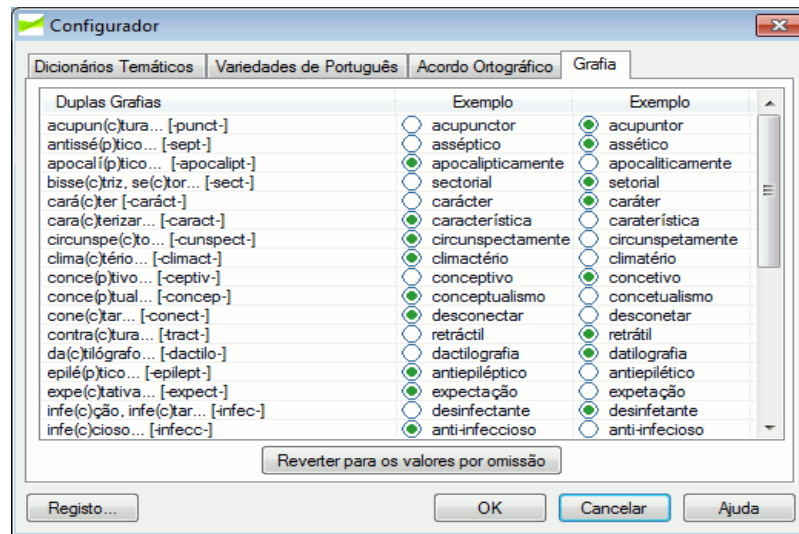 Configurador
Dicionários Temáticos Variedades de Português Acordo Ortográfico Grafia
Duplas Grafias Exemplo Exemplo
acupun(c)tura... [-punct-] acupunctor acupuntor
antissé(p)tico... [-sept-] asséptico assético
apocalí(p)tico... [-apocalipt-] apocalipticamente apocaliticamente
bisse(c)triz, se(c)tor... [-sect-] sectorial setorial
cará(c)ter [-caráct-] carácter caráter
cara(c)terizar... [-caract-] característica caraterística
circunspe(c)to... [-cunspect-] circunspectamente circunspetamente
clima(c)tério... [-climact-] climactério climatério
conce(p)tivo... [-ceptiv-] conceptivo concetivo
conce(p)tual... [-concep-] conceptualismo concetualismo
cone(c)tar... [-conect-] desconectar desconetar
contra(c)tura... [-tract-] retráctil retrátil
da(c)tilógrafo... [-dactilo-] dactilografia datilografia
epilé(p)tico... [-epilept-] antiepiléptico antiepilético
expe(c)tativa... [-expect-] expectação expetação
infe(c)ção, infe(c)tar... [-infec-] desinfectante desinfetante
infe(c)cioso... [-infecc-] anti-infeccioso anti-infecioso
Reverter para os valores por omissão
Registo... OK Cancelar Ajuda